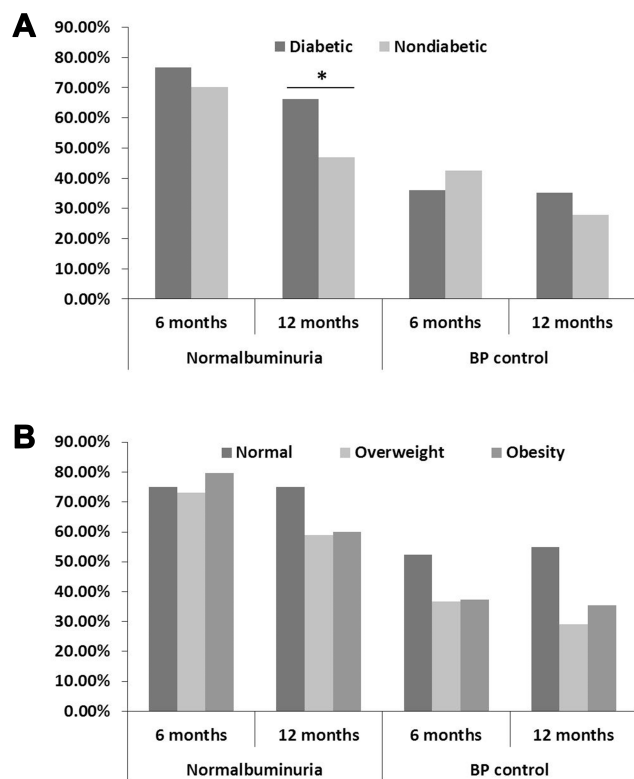 A
90.00%
80.00%
70.00%
60.00%
50.00%
40.00%
30.00%
20.00%
10.00%
0.00%
Diabetic Nondiabetic
*
6 months 12 months 6 months 12 months
Normalbuminuria BP control
B
90.00%
80.00%
70.00%
60.00%
50.00%
40.00%
30.00%
20.00%
10.00%
0.00%
Normal Overweight Obesity
6 months 12 months 6 months 12 months
Normalbuminuria BP control